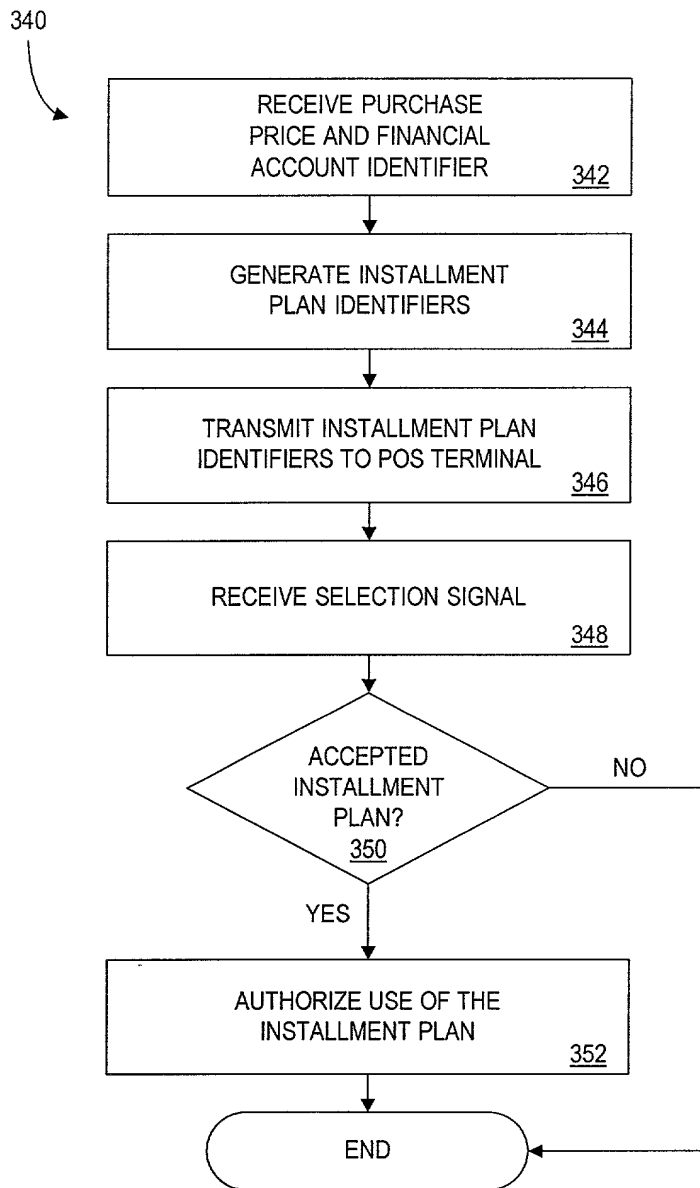 340
RECEIVE PURCHASE
PRICE AND FINANCIAL
ACCOUNT IDENTIFIER
342
GENERATE INSTALLMENT
PLAN IDENTIFIERS
344
TRANSMIT INSTALLMENT PLAN
IDENTIFIERS TO POS TERMINAL
346
RECEIVE SELECTION SIGNAL
348
ACCEPTED
INSTALLMENT
PLAN?
350
NO
YES
AUTHORIZE USE OF THE
INSTALLMENT PLAN
352
END